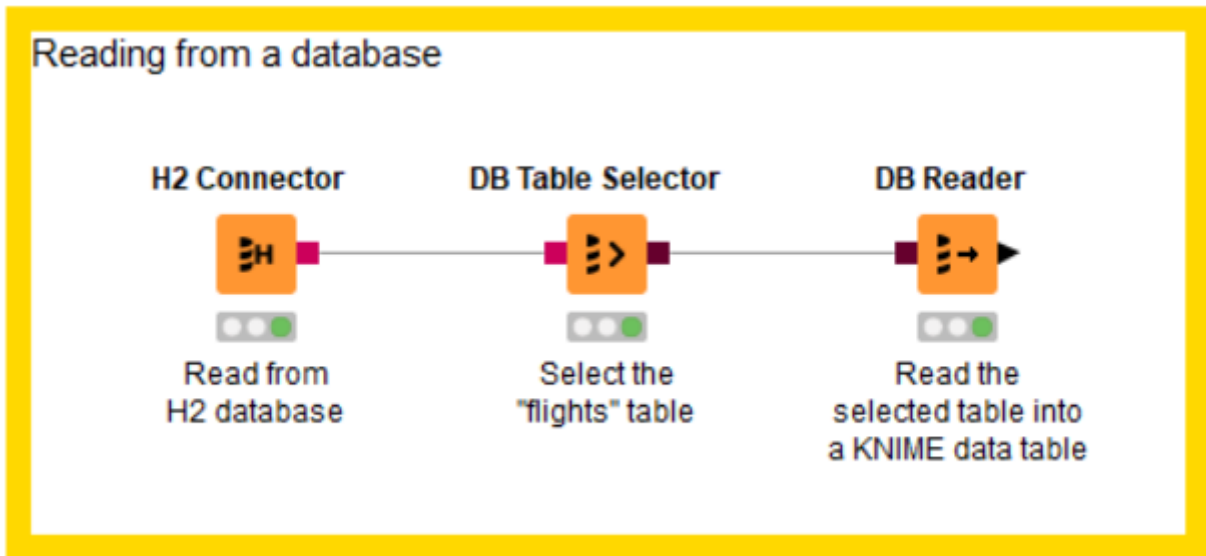 Reading from a database
H2 Connector
DB Table Selector
DB Reader
H
Read from
H2 database
Select the
"flights" table
Read the
selected table into
a KNIME data table